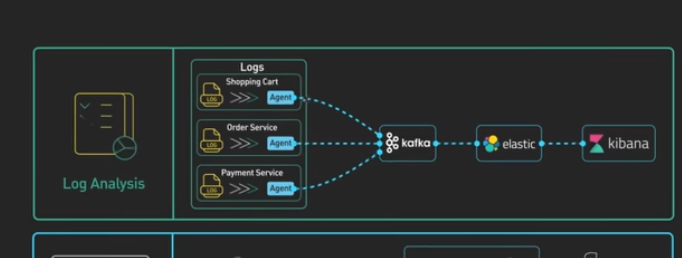 Logs
Shopping Cart
LOG
Agent
Order Service
LOG
Agent
Payment Service
LOG
Agent
kafka
elastic
kibana
Log Analysis